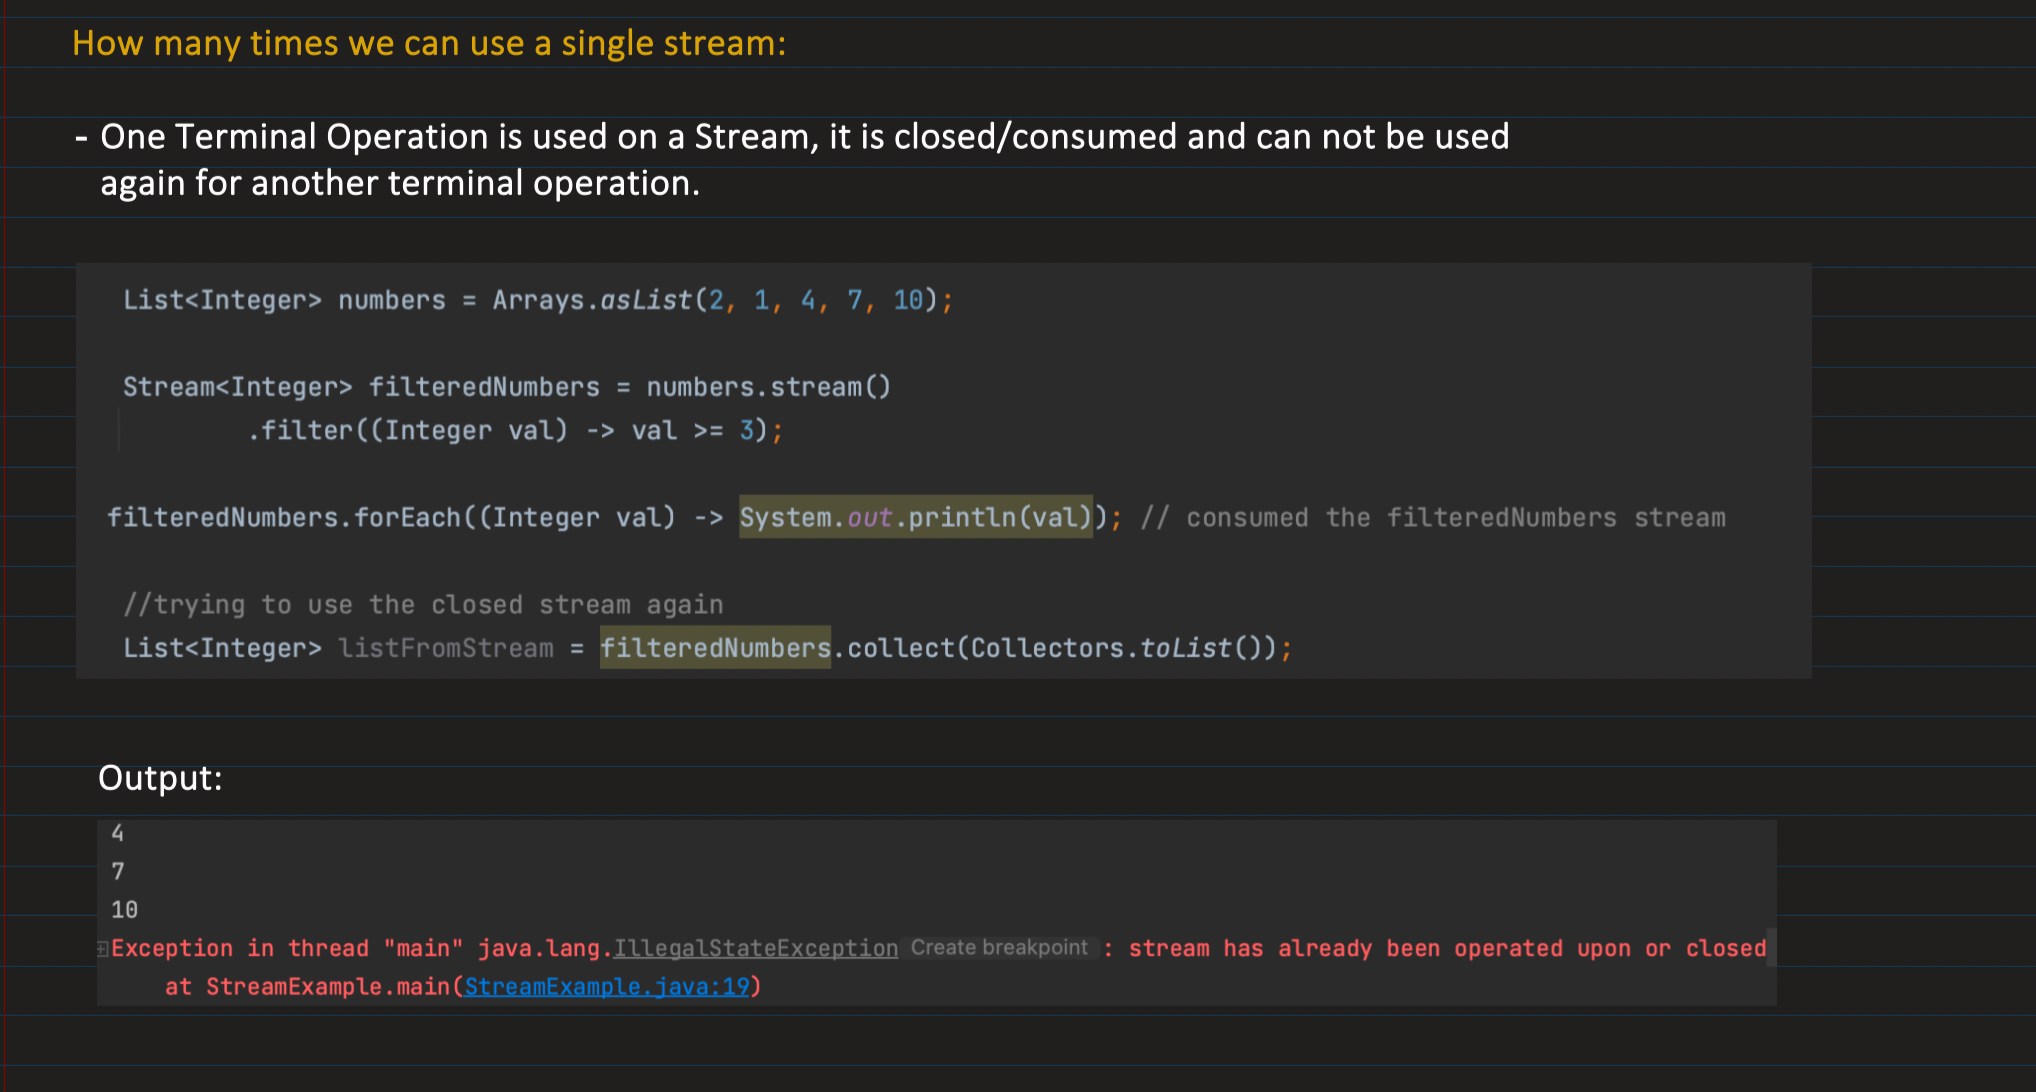 How many times we can use a single stream:
- One Terminal Operation is used on a Stream, it is closed/consumed and can not be used
again for another terminal operation.
List<Integer> numbers = Arrays.asList(2, 1, 4, 7, 10);
Stream<Integer> filteredNumbers = numbers.stream()
.filter((Integer val) -> val >= 3);
filteredNumbers.forEach((Integer val) -> System.out.println(val)); // consumed the filteredNumbers stream
//trying to use the closed stream again
List<Integer> listFromStream = filteredNumbers.collect(Collectors.toList());
Output:
4
7
10
Exception in thread "main" java.lang.IllegalStateException Create breakpoint : stream has already been operated upon or closed
at StreamExample.main(StreamExample.java:19)